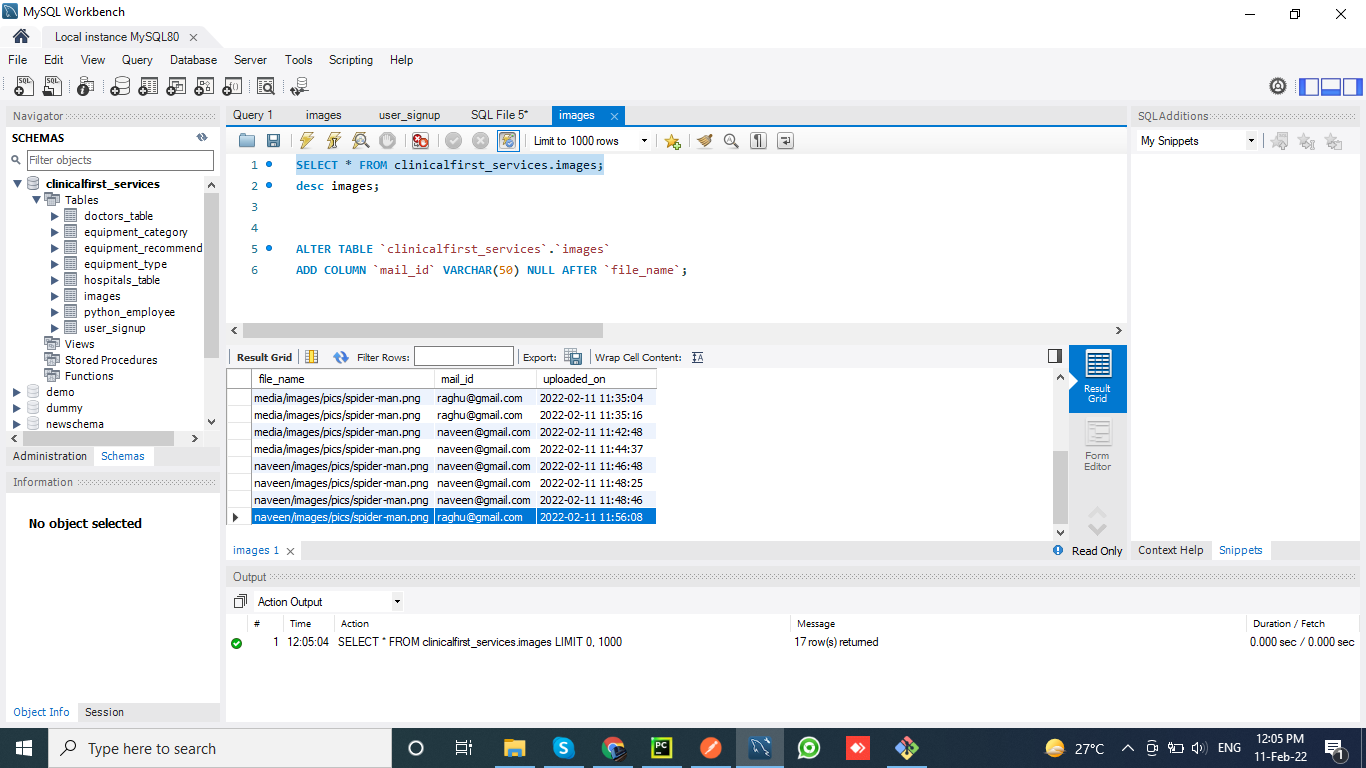 MySQL Workbench
Local instance MySQL80
File Edit View Query Database Server Tools Scripting Help
Navigator
SCHEMAS
Filter objects
clinicalfirst_services
Tables
doctors_table
equipment_category
equipment_recommend
equipment_type
hospitals_table
images
python_employee
user_signup
Views
Stored Procedures
Functions
demo
dummy
newschema
Administration Schemas
Information
No object selected
Object Info Session
Query 1 images user_signup SQL File 5* images
Limit to 1000 rows
1 SELECT * FROM clinicalfirst_services.images;
2 desc images;
3
4
5 ALTER TABLE `clinicalfirst_services`.`images`
6 ADD COLUMN `mail_id` VARCHAR(50) NULL AFTER `file_name`;
Result Grid Filter Rows: Export: Wrap Cell Content:
file_name mail_id uploaded_on
media/images/pics/spider-man.png raghu@gmail.com 2022-02-11 11:35:04
media/images/pics/spider-man.png raghu@gmail.com 2022-02-11 11:35:16
media/images/pics/spider-man.png naveen@gmail.com 2022-02-11 11:42:48
media/images/pics/spider-man.png naveen@gmail.com 2022-02-11 11:44:37
naveen/images/pics/spider-man.png naveen@gmail.com 2022-02-11 11:46:48
naveen/images/pics/spider-man.png naveen@gmail.com 2022-02-11 11:48:25
naveen/images/pics/spider-man.png naveen@gmail.com 2022-02-11 11:48:46
naveen/images/pics/spider-man.png raghu@gmail.com 2022-02-11 11:56:08
Result
Grid
Form
Editor
images 1
Read Only
SQLAdditions
My Snippets
Context Help Snippets
Output
Action Output
# Time Action Message Duration / Fetch
1 12:05:04 SELECT * FROM clinicalfirst_services.images LIMIT 0, 1000 17 row(s) returned 0.000 sec / 0.000 sec
Type here to search
27°C
ENG
12:05 PM
11-Feb-22
1